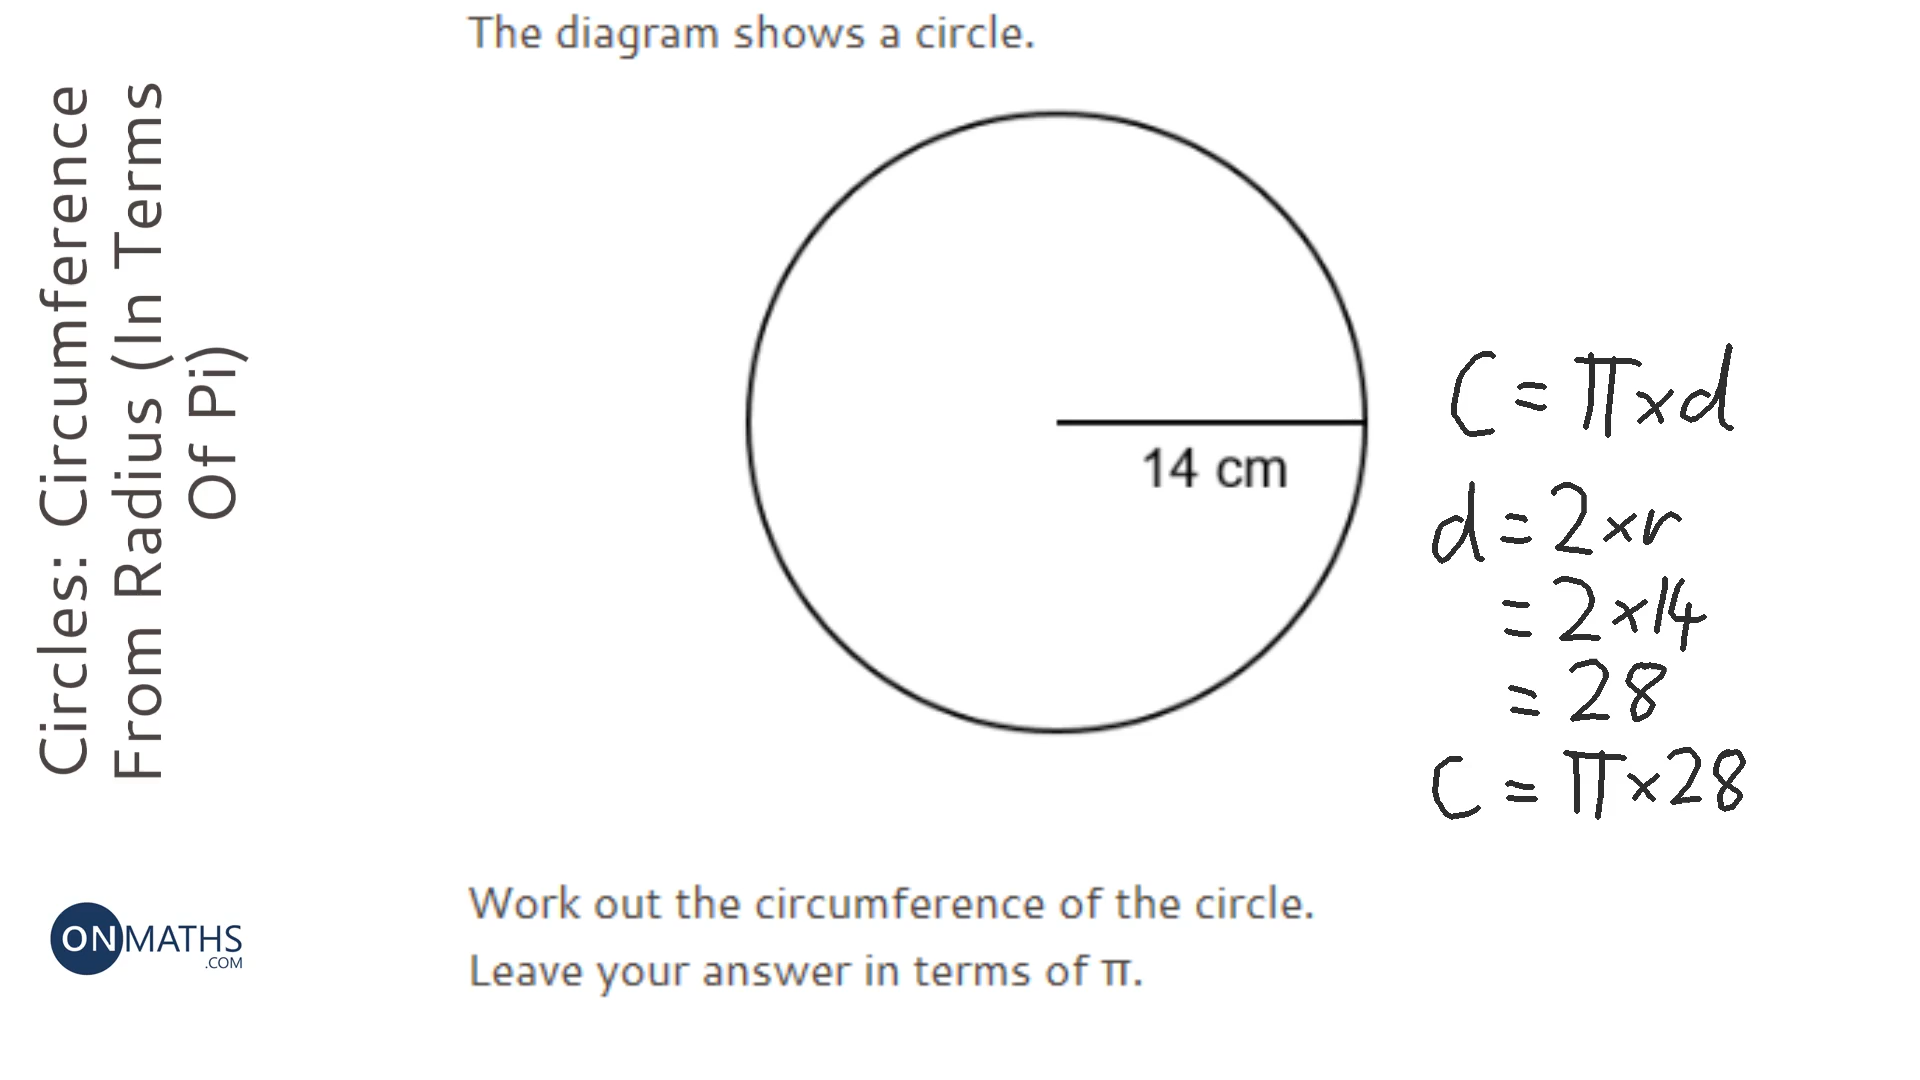 The diagram shows a circle.
Circles: Circumference
From Radius (In Terms
Of Pi)
14 cm
C = π × d
d = 2 × r
= 2 × 14
= 28
C = π × 28
Work out the circumference of the circle.
Leave your answer in terms of π.
ONMATHS
.COM